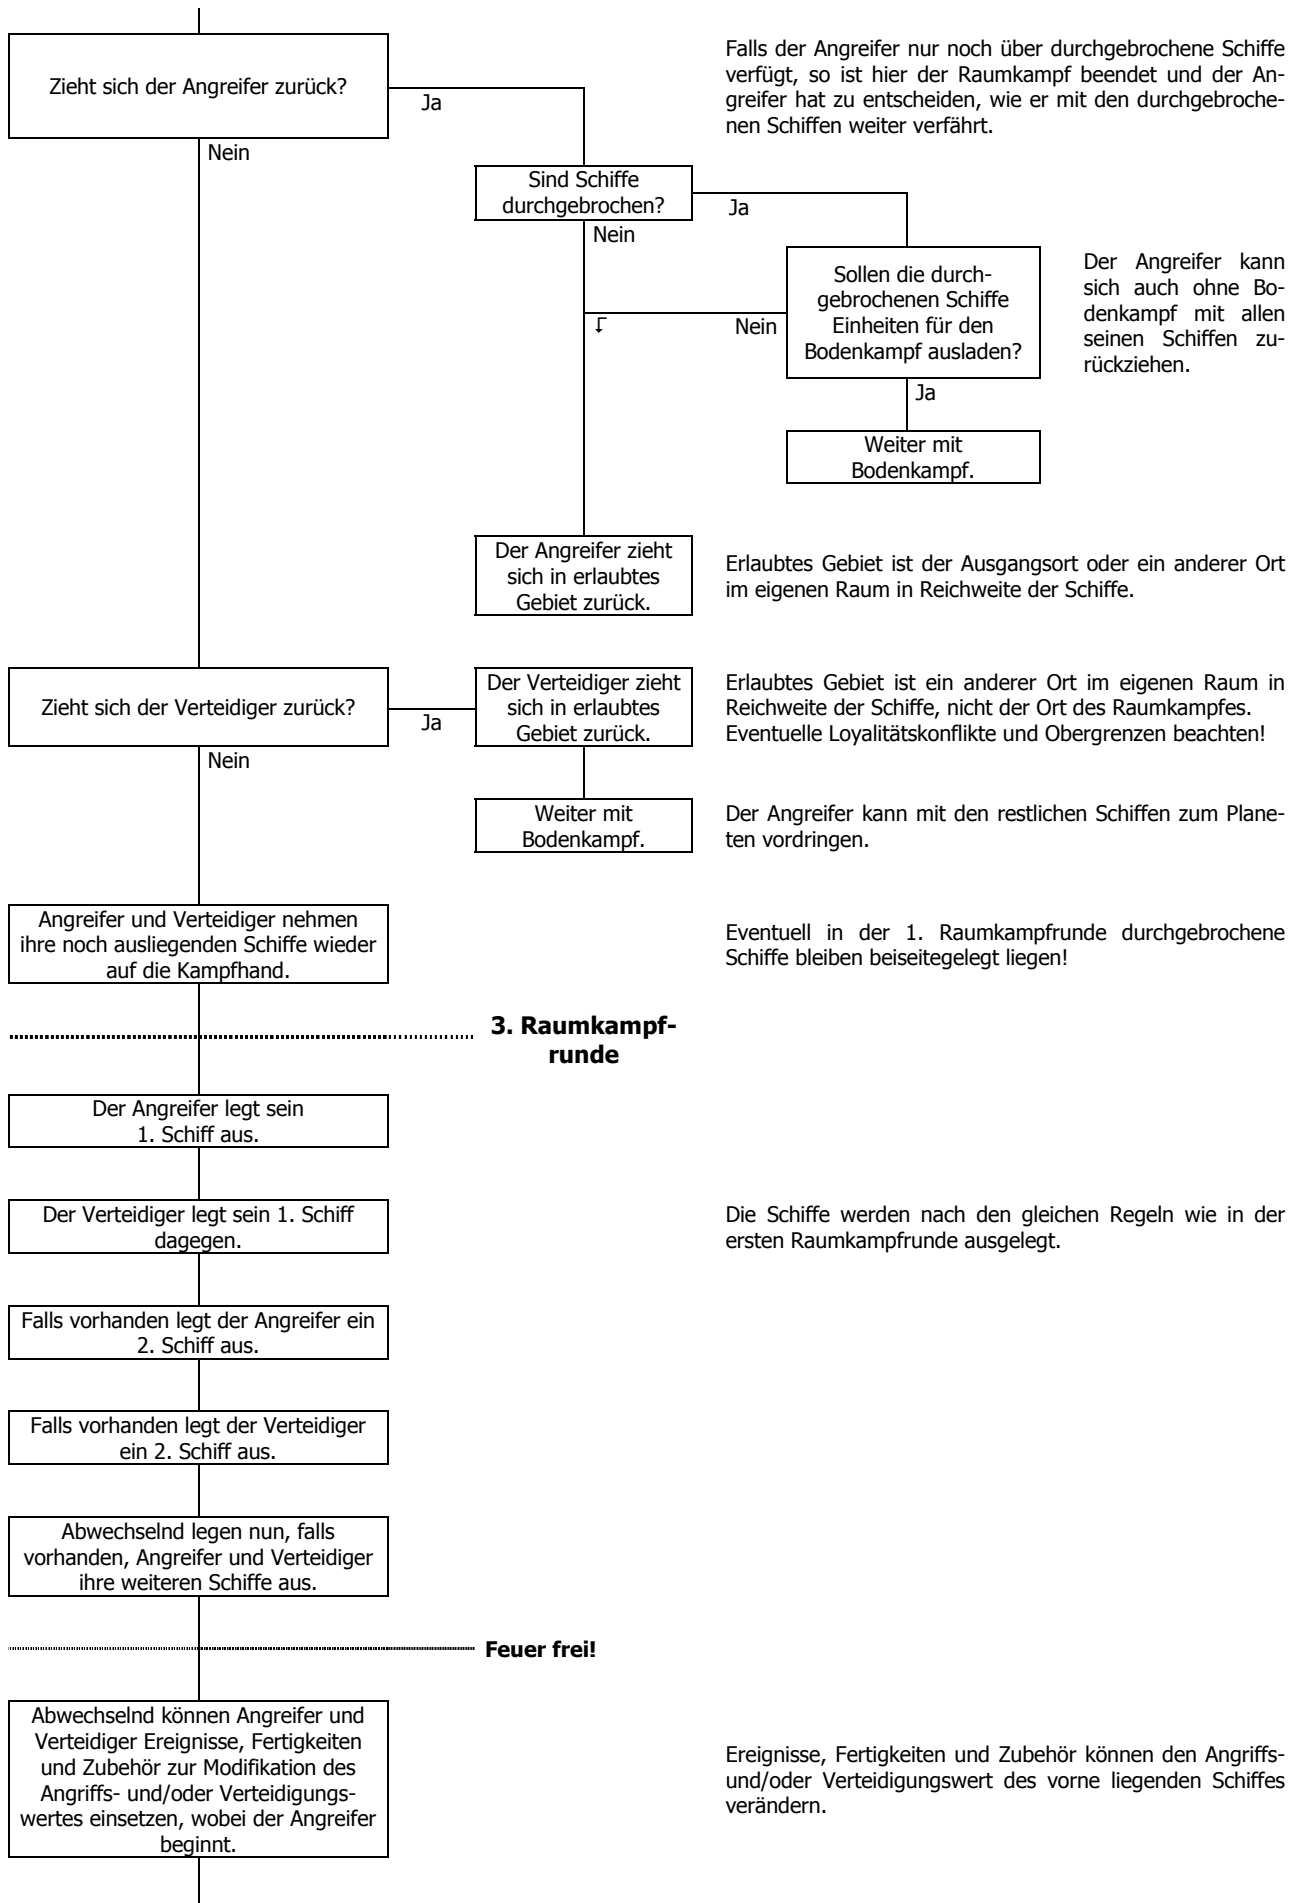 Zieht sich der Angreifer zurück?
Ja
Nein
Falls der Angreifer nur noch über durchgebrochene Schiffe
verfügt, so ist hier der Raumkampf beendet und der An-
greifer hat zu entscheiden, wie er mit den durchgebroche-
nen Schiffen weiter verfährt.
Sind Schiffe
durchgebrochen?
Ja
Nein
Sollen die durch-
gebrochenen Schiffe
Einheiten für den
Bodenkampf ausladen?
Nein
Ja
Der Angreifer kann
sich auch ohne Bo-
denkampf mit allen
seinen Schiffen zu-
rückziehen.
Weiter mit
Bodenkampf.
Der Angreifer zieht
sich in erlaubtes
Gebiet zurück.
Erlaubtes Gebiet ist der Ausgangsort oder ein anderer Ort
im eigenen Raum in Reichweite der Schiffe.
Zieht sich der Verteidiger zurück?
Ja
Nein
Der Verteidiger zieht
sich in erlaubtes
Gebiet zurück.
Erlaubtes Gebiet ist ein anderer Ort im eigenen Raum in
Reichweite der Schiffe, nicht der Ort des Raumkampfes.
Eventuelle Loyalitätskonflikte und Obergrenzen beachten!
Weiter mit
Bodenkampf.
Der Angreifer kann mit den restlichen Schiffen zum Plane-
ten vordringen.
Angreifer und Verteidiger nehmen
ihre noch ausliegenden Schiffe wieder
auf die Kampfhand.
Eventuell in der 1. Raumkampfrunde durchgebrochene
Schiffe bleiben beiseitegelegt liegen!
3. Raumkampf-
runde
Der Angreifer legt sein
1. Schiff aus.
Der Verteidiger legt sein 1. Schiff
dagegen.
Die Schiffe werden nach den gleichen Regeln wie in der
ersten Raumkampfrunde ausgelegt.
Falls vorhanden legt der Angreifer ein
2. Schiff aus.
Falls vorhanden legt der Verteidiger
ein 2. Schiff aus.
Abwechselnd legen nun, falls
vorhanden, Angreifer und Verteidiger
ihre weiteren Schiffe aus.
Feuer frei!
Abwechselnd können Angreifer und
Verteidiger Ereignisse, Fertigkeiten
und Zubehör zur Modifikation des
Angriffs- und/oder Verteidigungs-
wertes einsetzen, wobei der Angreifer
beginnt.
Ereignisse, Fertigkeiten und Zubehör können den Angriffs-
und/oder Verteidigungswert des vorne liegenden Schiffes
verändern.